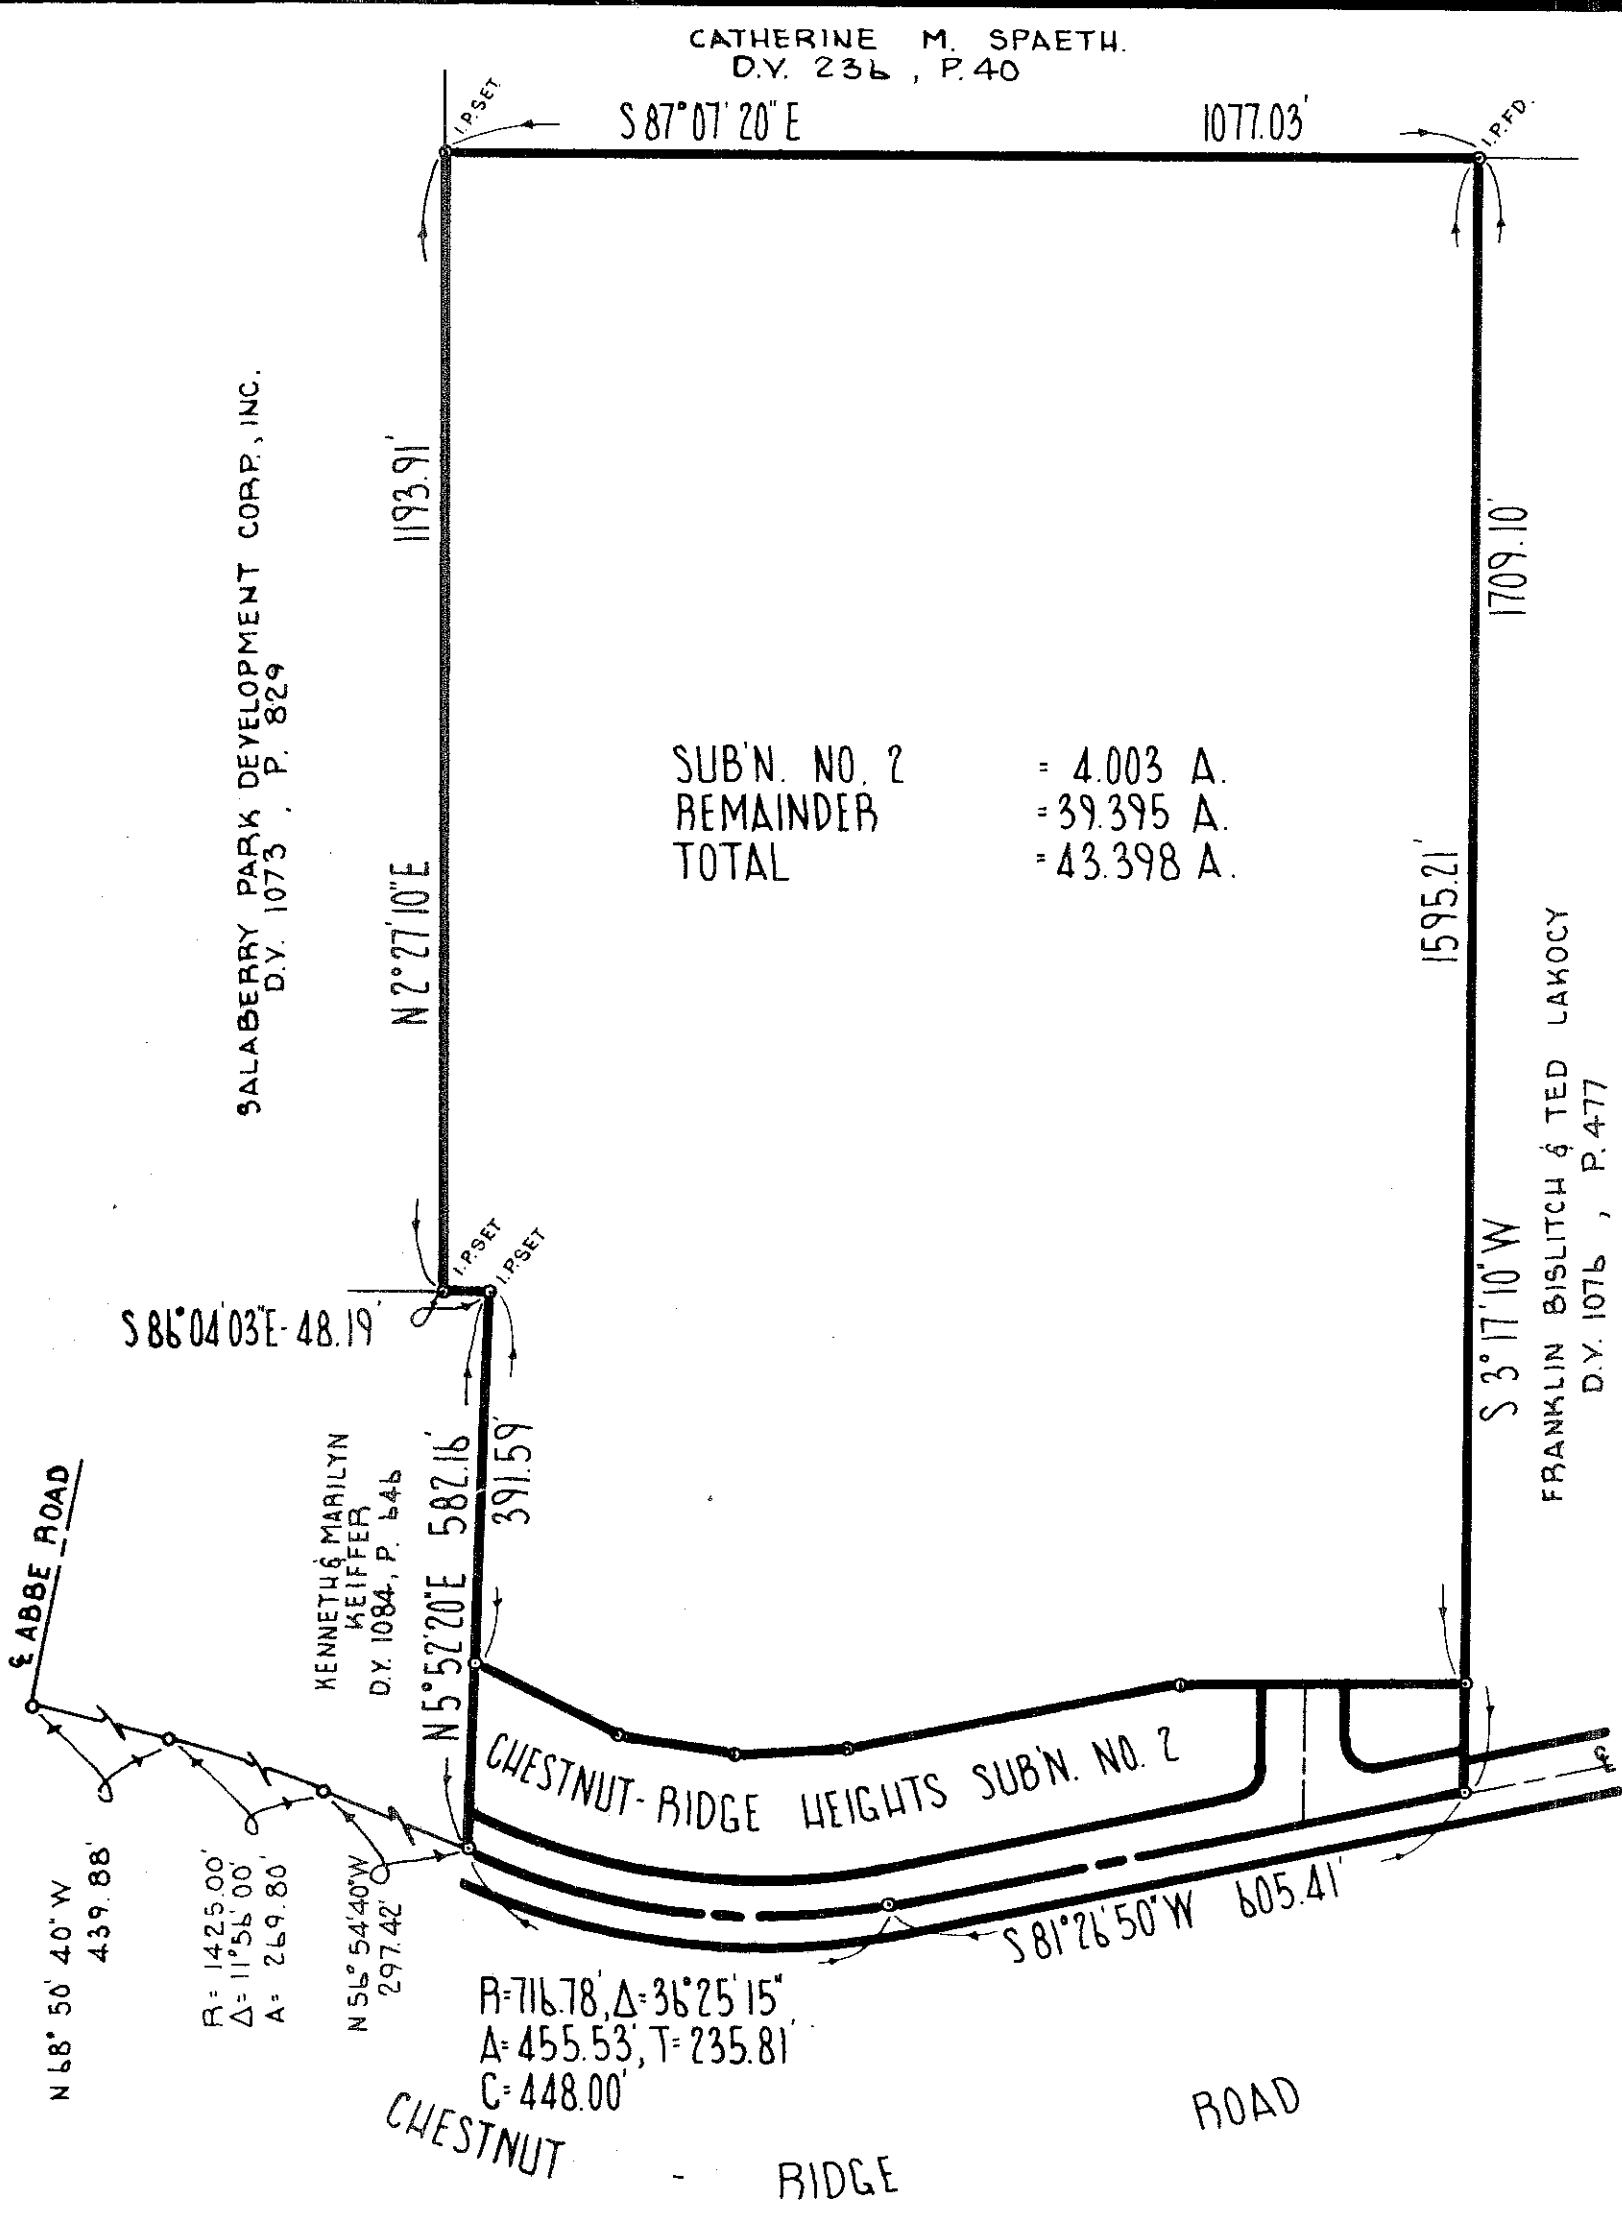 CATHERINE M. SPAETH.
D.V. 236, P. 40
I.P. SET
S 87° 07' 20" E
1077.03'
I.P. FD.
SALABERRY PARK DEVELOPMENT CORP., INC.
D.V. 1073, P. 829
1193.91'
N 2° 27' 10" E
1709.10'
1595.21'
S 3° 17' 10" W
FRANKLIN BISLITCH & TED LAKOCY
D.V. 1076, P. 477
SUB'N. NO. 2 = 4.003 A.
REMAINDER = 39.395 A.
TOTAL = 43.398 A.
I.P. SET
I.P. SET
S 86° 04' 03" E - 48.19'
KENNETH & MARILYN
KEIFFER
D.V. 1084, P. 646
N 5° 52' 20" E 582.16'
391.59'
℄ ABBE ROAD
CHESTNUT - RIDGE HEIGHTS SUB'N. NO. 2
℄
N 68° 50' 40" W
439.88'
R = 1425.00'
Δ = 11° 56' 00"
A = 269.80'
N 56° 54' 40" W
297.42'
S 81° 26' 50" W 605.41'
R=716.78', Δ=36° 25' 15"
A=455.53', T=235.81'
C=448.00'
CHESTNUT - RIDGE ROAD